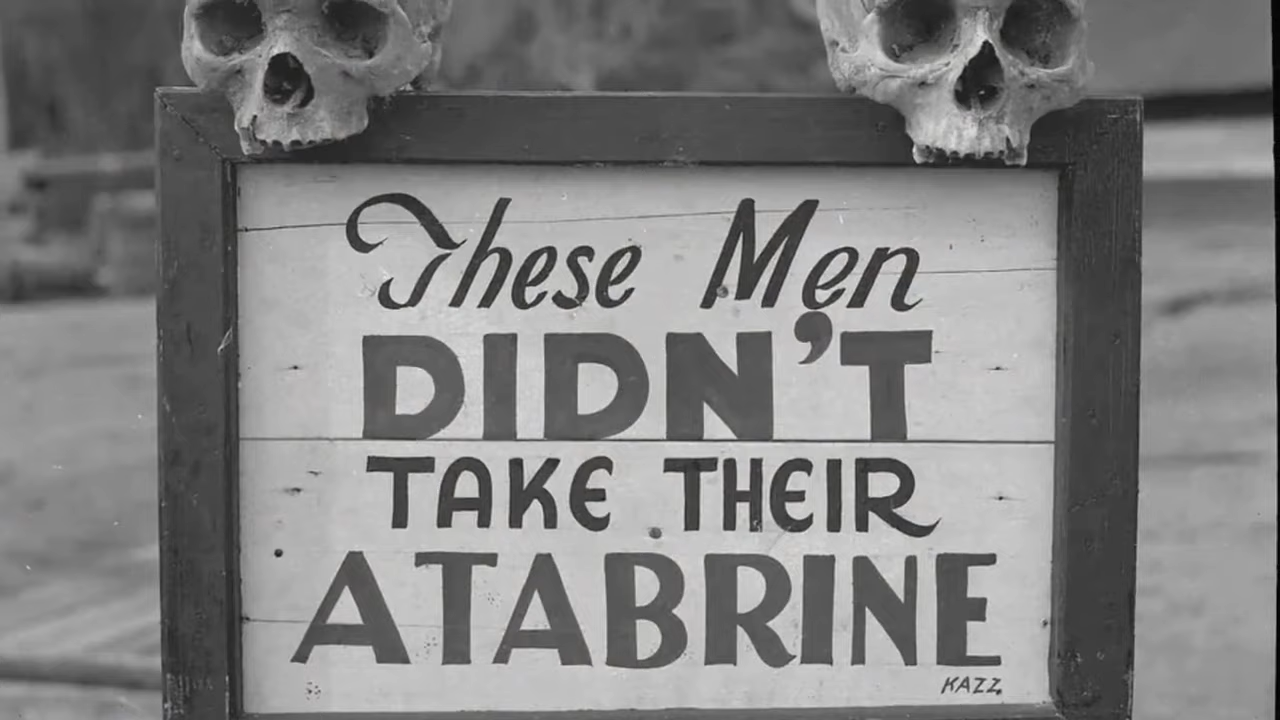 These Men
DIDN'T
TAKE THEIR
ATABRINE
KAZZ